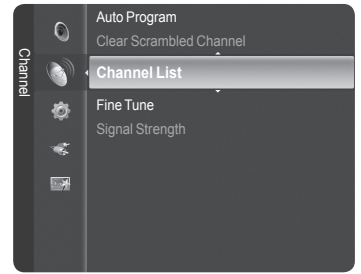 Channel
Auto Program
Clear Scrambled Channel
Channel List
Fine Tune
Signal Strength